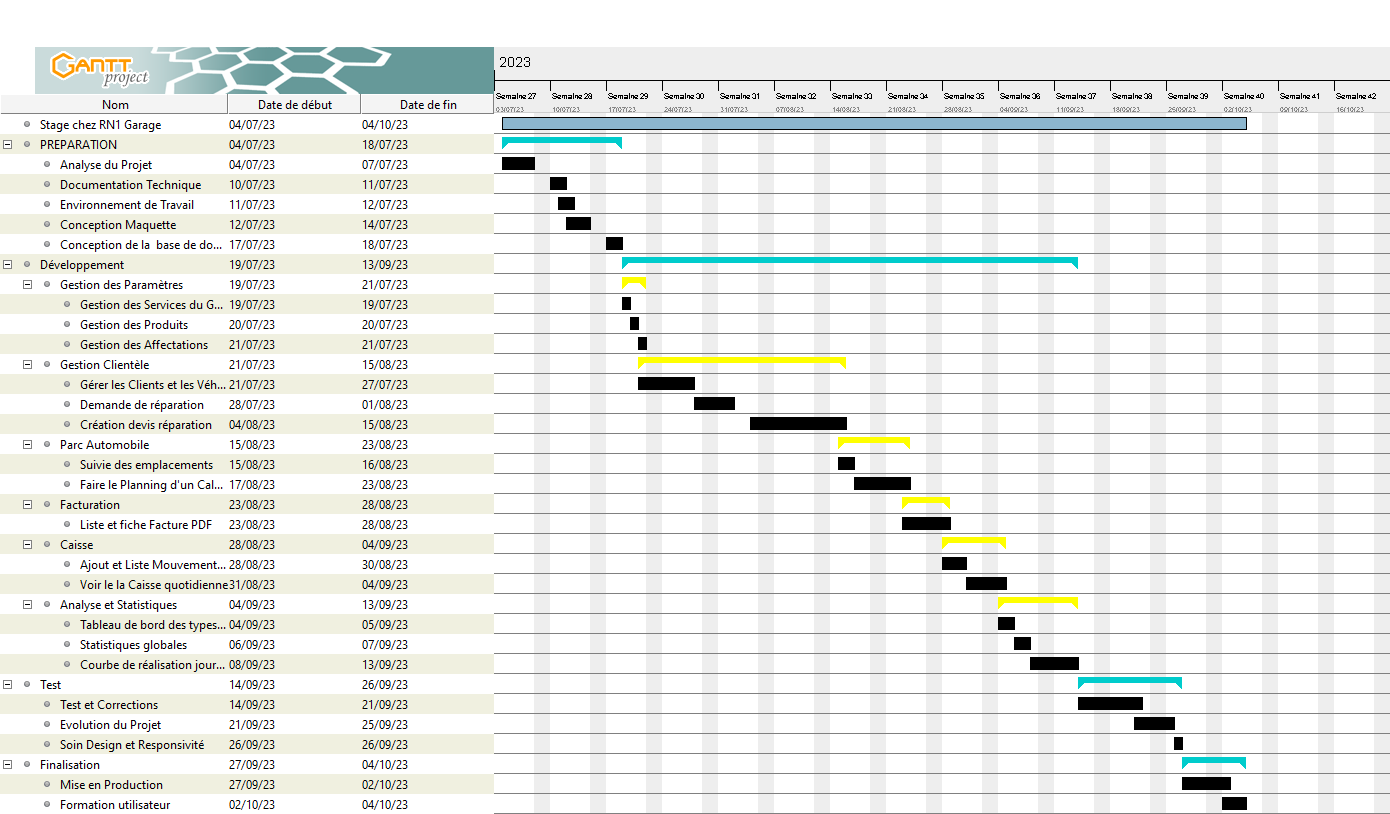 GANTT project
2023
Semaine 27 Semaine 28 Semaine 29 Semaine 30 Semaine 31 Semaine 32 Semaine 33 Semaine 34 Semaine 35 Semaine 36 Semaine 37 Semaine 38 Semaine 39 Semaine 40 Semaine 41 Semaine 42
Nom Date de début Date de fin 03/07/23 10/07/23 17/07/23 24/07/23 31/07/23 07/08/23 14/08/23 21/08/23 28/08/23 04/09/23 11/09/23 18/09/23 25/09/23 02/10/23 09/10/23 16/10/23
Stage chez RN1 Garage 04/07/23 04/10/23
PREPARATION 04/07/23 18/07/23
Analyse du Projet 04/07/23 07/07/23
Documentation Technique 10/07/23 11/07/23
Environnement de Travail 11/07/23 12/07/23
Conception Maquette 12/07/23 14/07/23
Conception de la base de do... 17/07/23 18/07/23
Développement 19/07/23 13/09/23
Gestion des Paramètres 19/07/23 21/07/23
Gestion des Services du G... 19/07/23 19/07/23
Gestion des Produits 20/07/23 20/07/23
Gestion des Affectations 21/07/23 21/07/23
Gestion Clientèle 21/07/23 15/08/23
Gérer les Clients et les Véh... 21/07/23 27/07/23
Demande de réparation 28/07/23 01/08/23
Création devis réparation 04/08/23 15/08/23
Parc Automobile 15/08/23 23/08/23
Suivie des emplacements 15/08/23 16/08/23
Faire le Planning d'un Cal... 17/08/23 23/08/23
Facturation 23/08/23 28/08/23
Liste et fiche Facture PDF 23/08/23 28/08/23
Caisse 28/08/23 04/09/23
Ajout et Liste Mouvement... 28/08/23 30/08/23
Voir le la Caisse quotidienne 31/08/23 04/09/23
Analyse et Statistiques 04/09/23 13/09/23
Tableau de bord des types... 04/09/23 05/09/23
Statistiques globales 06/09/23 07/09/23
Courbe de réalisation jour... 08/09/23 13/09/23
Test 14/09/23 26/09/23
Test et Corrections 14/09/23 21/09/23
Evolution du Projet 21/09/23 25/09/23
Soin Design et Responsivité 26/09/23 26/09/23
Finalisation 27/09/23 04/10/23
Mise en Production 27/09/23 02/10/23
Formation utilisateur 02/10/23 04/10/23